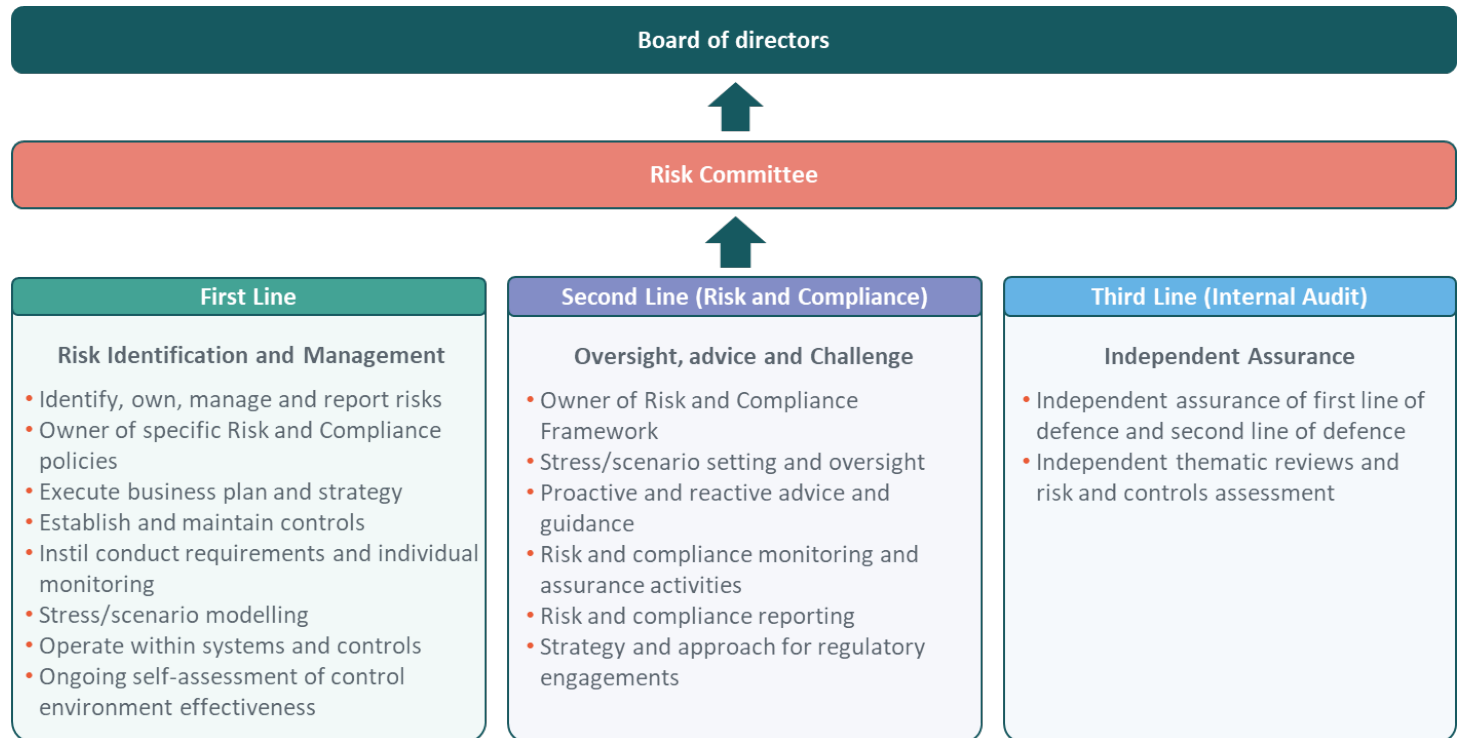 Board of directors
Risk Committee
First Line
Risk Identification and Management
• Identify, own, manage and report risks
• Owner of specific Risk and Compliance
policies
• Execute business plan and strategy
• Establish and maintain controls
• Instil conduct requirements and individual
monitoring
• Stress/scenario modelling
• Operate within systems and controls
• Ongoing self-assessment of control
environment effectiveness
Second Line (Risk and Compliance)
Oversight, advice and Challenge
• Owner of Risk and Compliance
Framework
• Stress/scenario setting and oversight
• Proactive and reactive advice and
guidance
• Risk and compliance monitoring and
assurance activities
• Risk and compliance reporting
• Strategy and approach for regulatory
engagements
Third Line (Internal Audit)
Independent Assurance
• Independent assurance of first line of
defence and second line of defence
• Independent thematic reviews and
risk and controls assessment